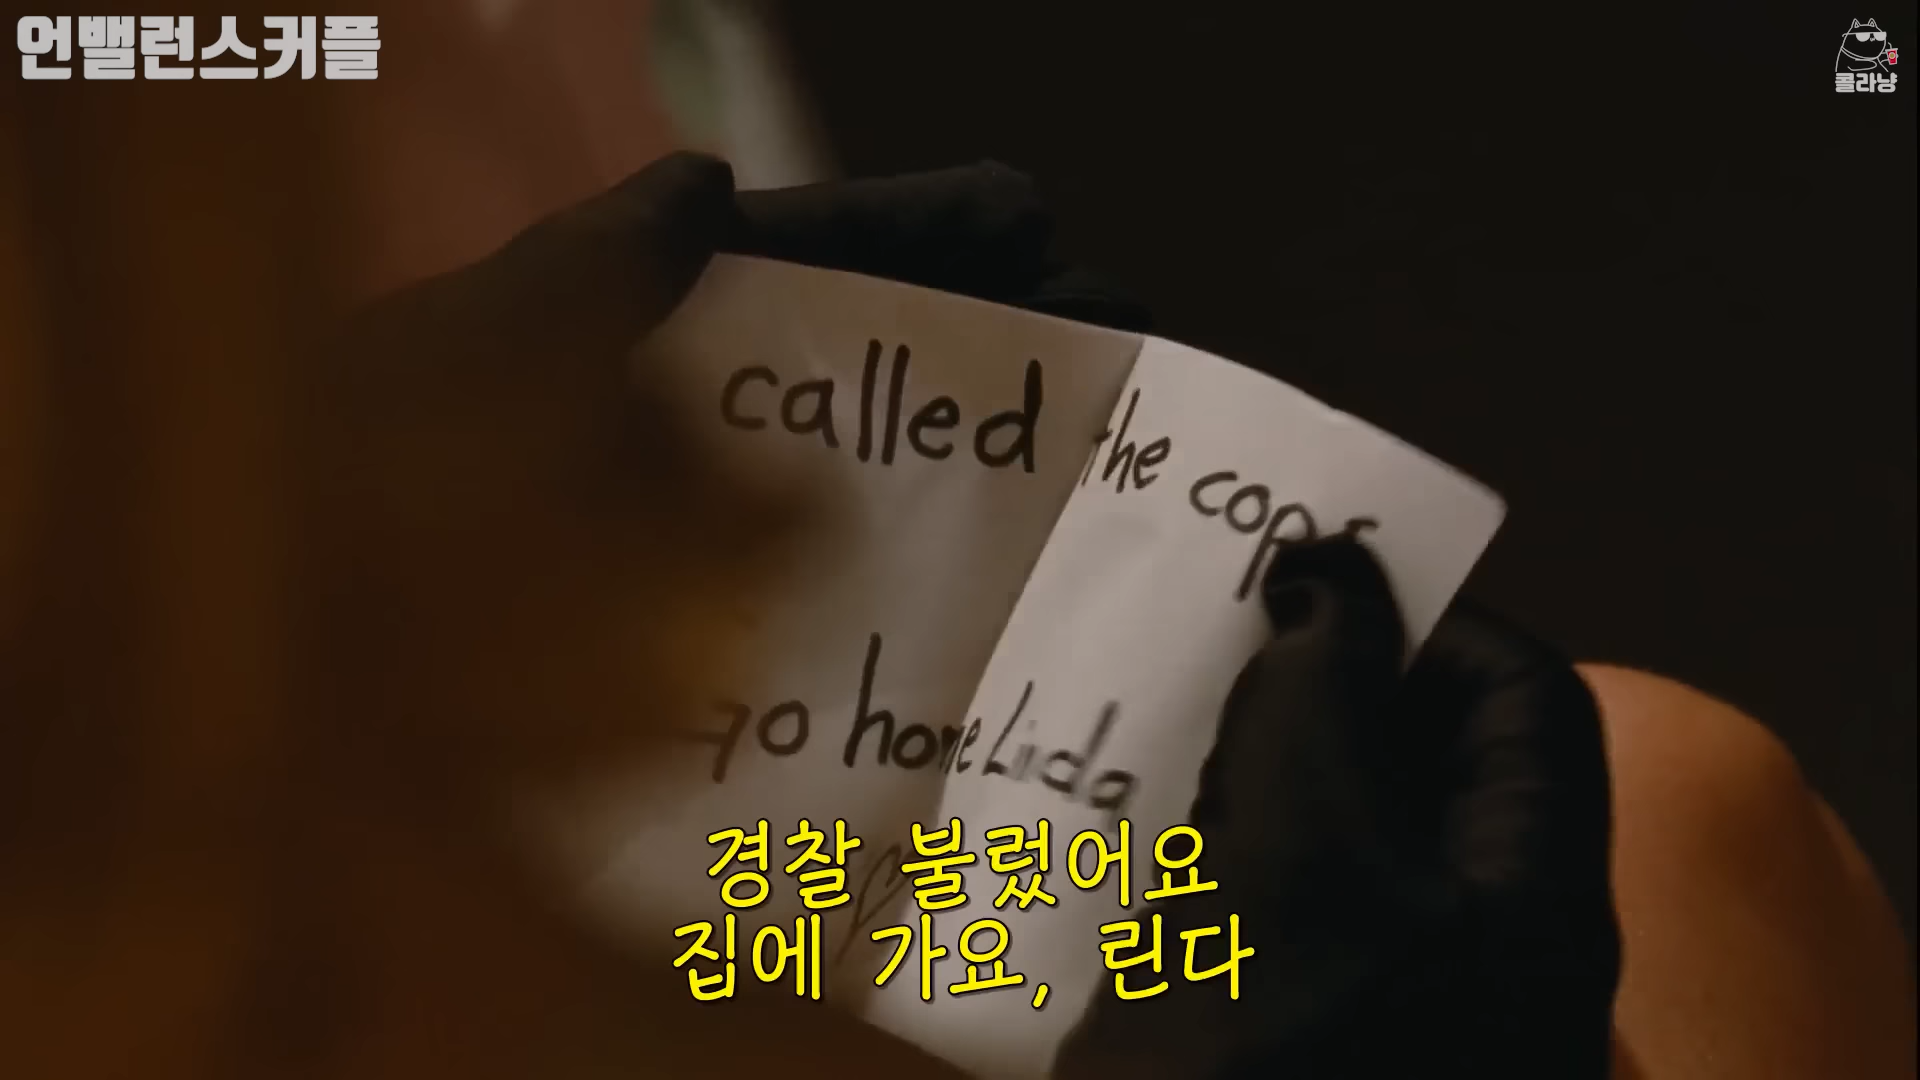 언밸런스커플
콜라냥
called the cops
go home Lida
경찰 불렀어요
집에 가요, 린다